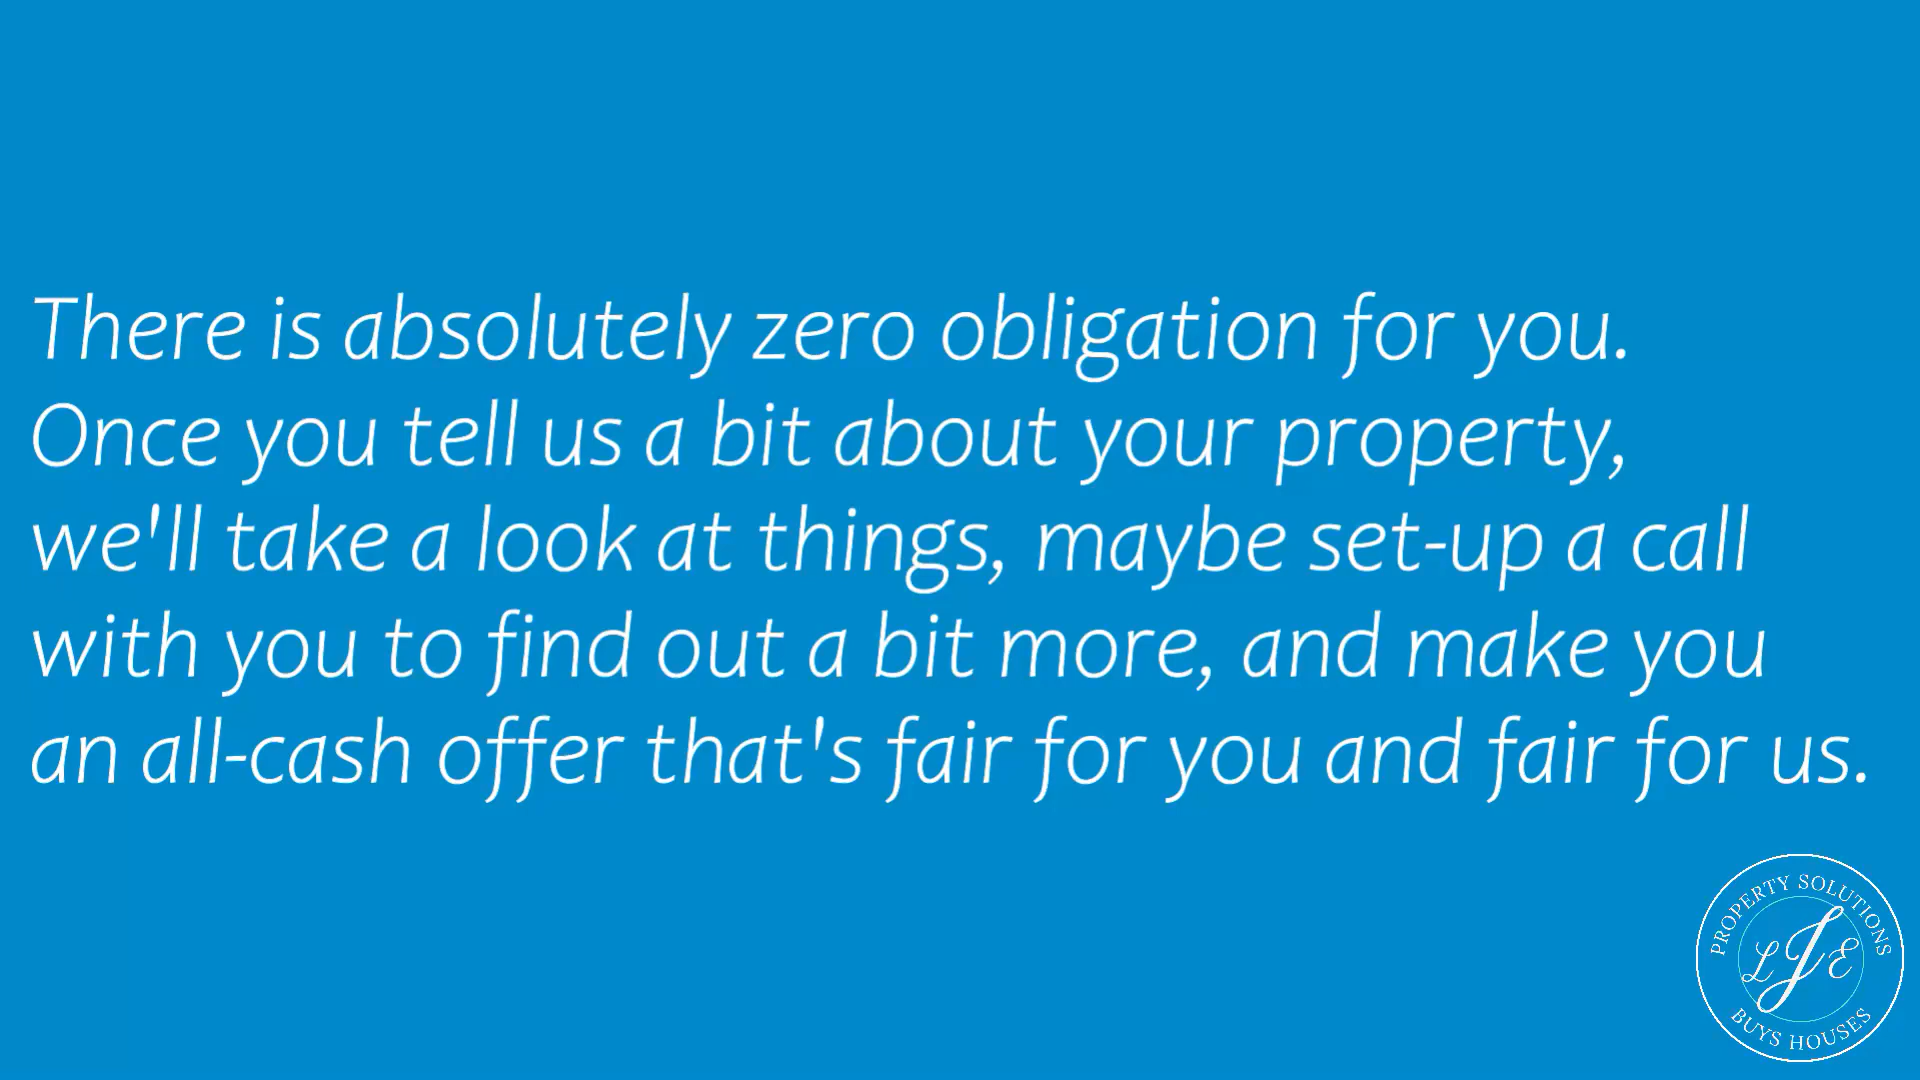 There is absolutely zero obligation for you.
Once you tell us a bit about your property,
we'll take a look at things, maybe set-up a call
with you to find out a bit more, and make you
an all-cash offer that's fair for you and fair for us.
PROPERTY SOLUTIONS
LJE
BUYS HOUSES